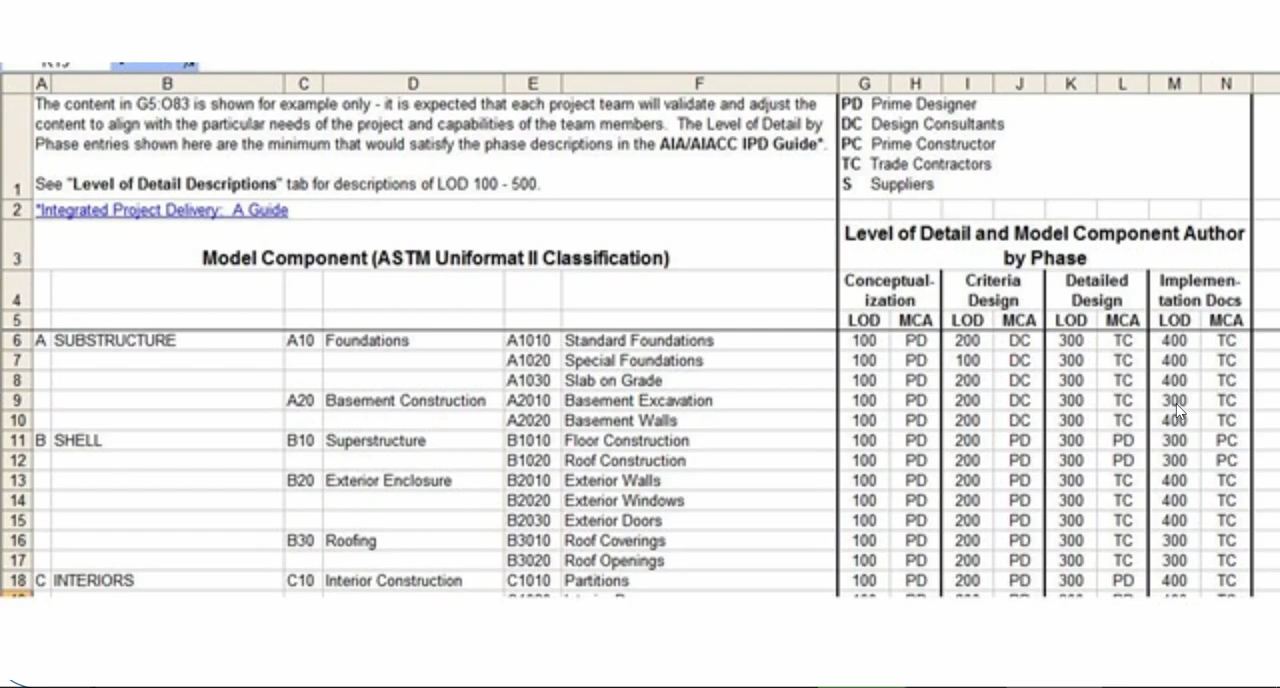 A B C D E F G H I J K L M N
The content in G5:O83 is shown for example only - it is expected that each project team will validate and adjust the
content to align with the particular needs of the project and capabilities of the team members. The Level of Detail by
Phase entries shown here are the minimum that would satisfy the phase descriptions in the AIA/AIACC IPD Guide*.
1 See "Level of Detail Descriptions" tab for descriptions of LOD 100 - 500.
PD Prime Designer
DC Design Consultants
PC Prime Constructor
TC Trade Contractors
S Suppliers
2 *Integrated Project Delivery: A Guide
3 Model Component (ASTM Uniformat II Classification)
Level of Detail and Model Component Author
by Phase
Conceptual- Criteria Detailed Implemen-
4 ization Design Design tation Docs
5 LOD MCA LOD MCA LOD MCA LOD MCA
6 A SUBSTRUCTURE A10 Foundations A1010 Standard Foundations 100 PD 200 DC 300 TC 400 TC
7 A1020 Special Foundations 100 PD 100 DC 300 TC 400 TC
8 A1030 Slab on Grade 100 PD 200 DC 300 TC 400 TC
9 A20 Basement Construction A2010 Basement Excavation 100 PD 200 DC 300 TC 300 TC
10 A2020 Basement Walls 100 PD 200 DC 300 TC 400 TC
11 B SHELL B10 Superstructure B1010 Floor Construction 100 PD 200 PD 300 PD 300 PC
12 B1020 Roof Construction 100 PD 200 PD 300 PD 300 PC
13 B20 Exterior Enclosure B2010 Exterior Walls 100 PD 200 PD 300 TC 400 TC
14 B2020 Exterior Windows 100 PD 200 PD 300 TC 400 TC
15 B2030 Exterior Doors 100 PD 200 PD 300 TC 400 TC
16 B30 Roofing B3010 Roof Coverings 100 PD 200 PD 300 TC 300 TC
17 B3020 Roof Openings 100 PD 200 PD 300 TC 300 TC
18 C INTERIORS C10 Interior Construction C1010 Partitions 100 PD 200 PD 300 PD 400 TC